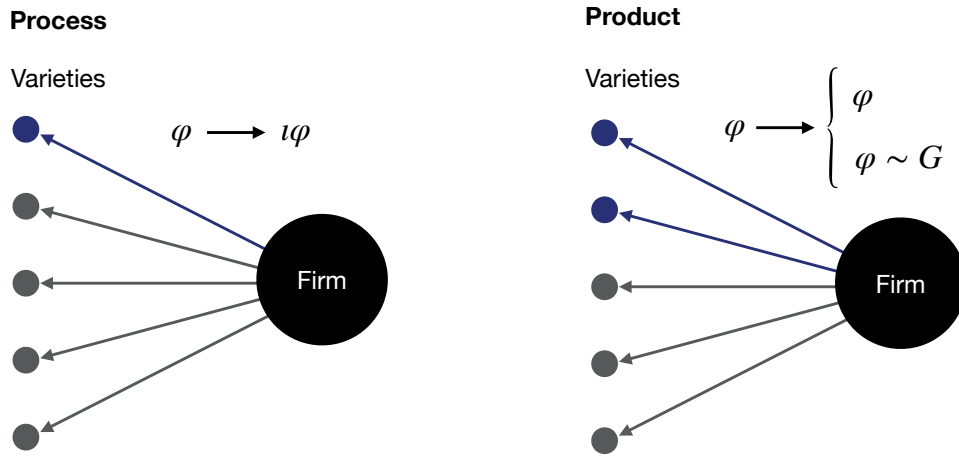 Process
Varieties
φ → ιφ
Firm
Product
Varieties
φ → { φ
φ ~ G
Firm